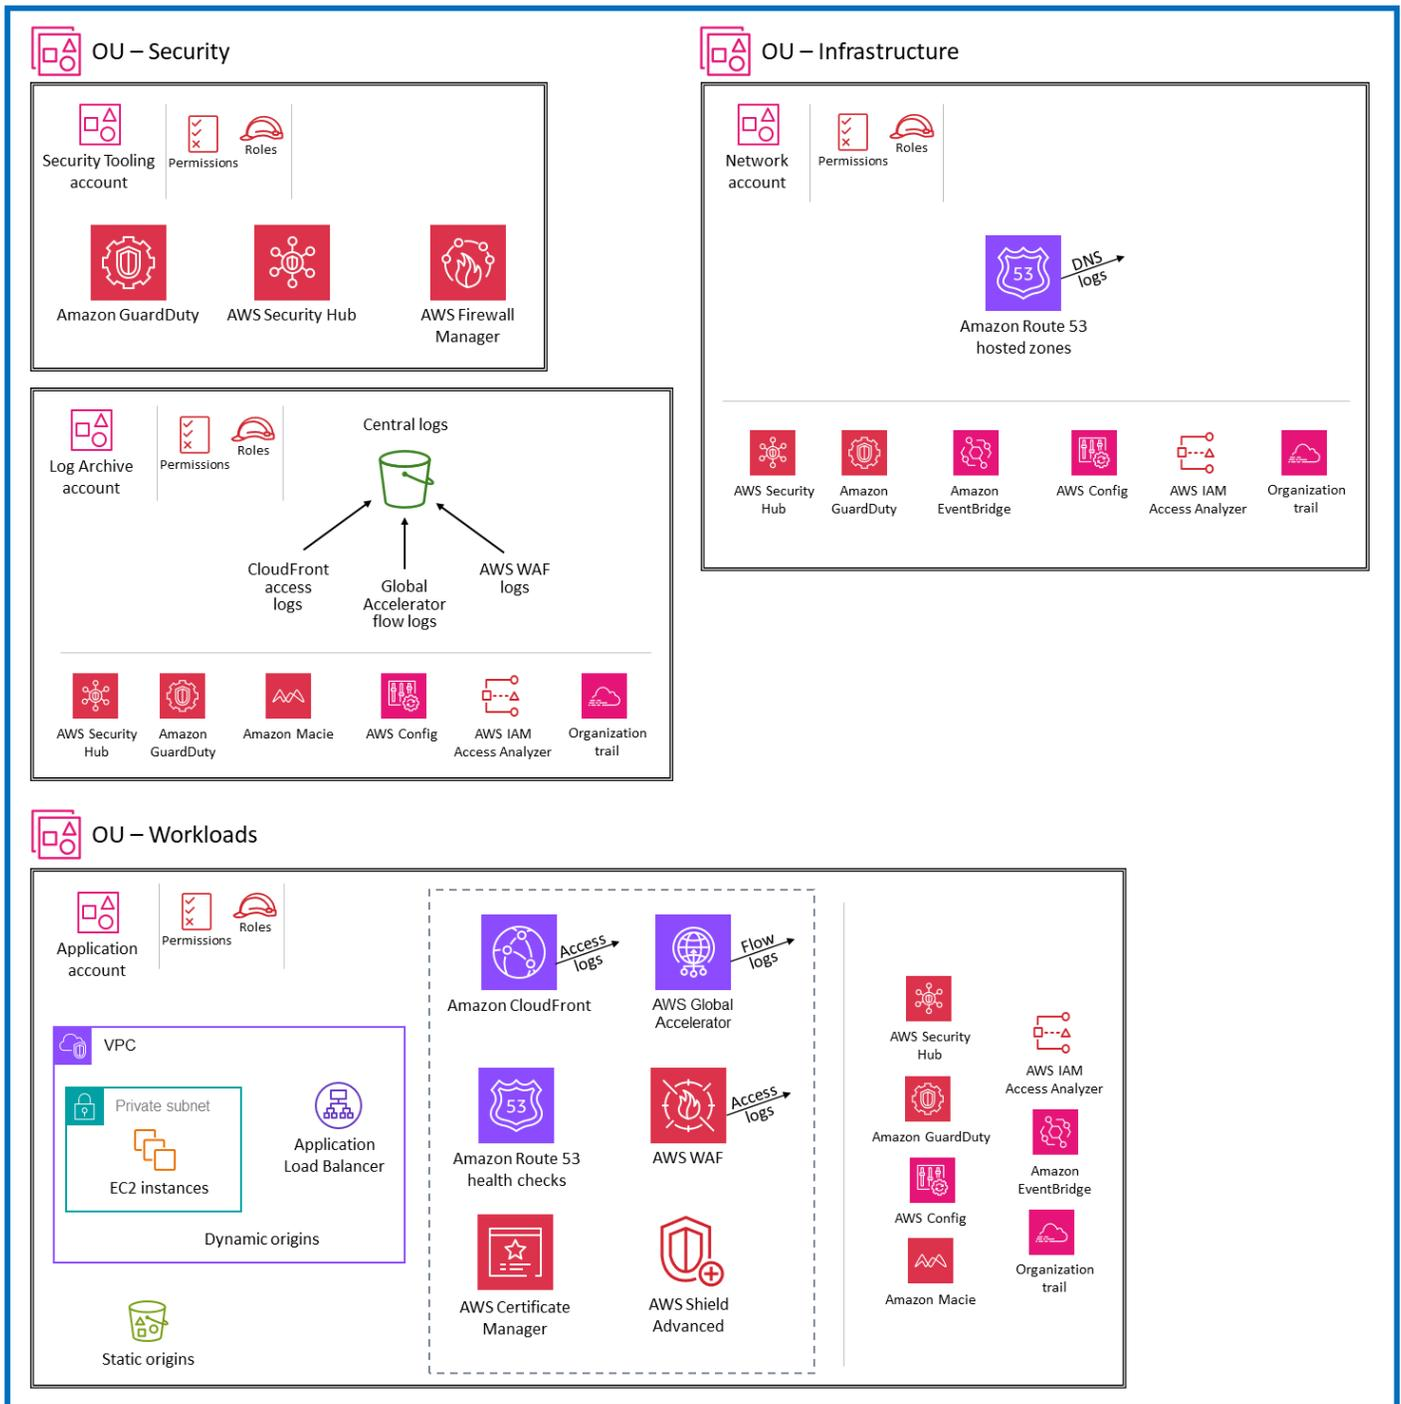 OU – Security
Security Tooling
account
Permissions
Roles
Amazon GuardDuty
AWS Security Hub
AWS Firewall
Manager
Log Archive
account
Permissions
Roles
Central logs
CloudFront
access
logs
Global
Accelerator
flow logs
AWS WAF
logs
AWS Security
Hub
Amazon
GuardDuty
Amazon Macie
AWS Config
AWS IAM
Access Analyzer
Organization
trail
OU – Infrastructure
Network
account
Permissions
Roles
53
DNS
logs
Amazon Route 53
hosted zones
AWS Security
Hub
Amazon
GuardDuty
Amazon
EventBridge
AWS Config
AWS IAM
Access Analyzer
Organization
trail
OU – Workloads
Application
account
Permissions
Roles
VPC
Private subnet
EC2 instances
Application
Load Balancer
Dynamic origins
Static origins
Access
logs
Amazon CloudFront
Flow
logs
AWS Global
Accelerator
53
Amazon Route 53
health checks
Access
logs
AWS WAF
AWS Certificate
Manager
AWS Shield
Advanced
AWS Security
Hub
Amazon GuardDuty
AWS Config
Amazon Macie
AWS IAM
Access Analyzer
Amazon
EventBridge
Organization
trail